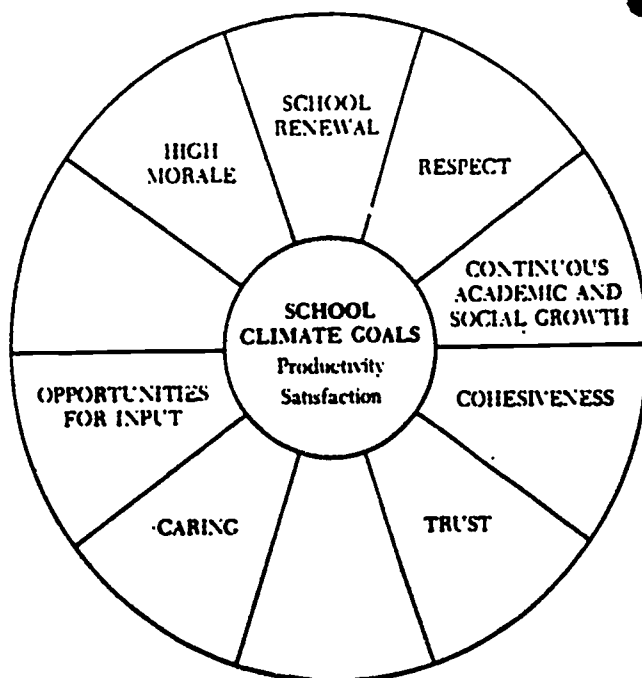 SCHOOL
RENEWAL
HIGH
MORALE
RESPECT
CONTINUOUS
ACADEMIC AND
SOCIAL GROWTH
SCHOOL
CLIMATE GOALS
Productivity
Satisfaction
OPPORTUNITIES
FOR INPUT
COHESIVENESS
CARING
TRUST